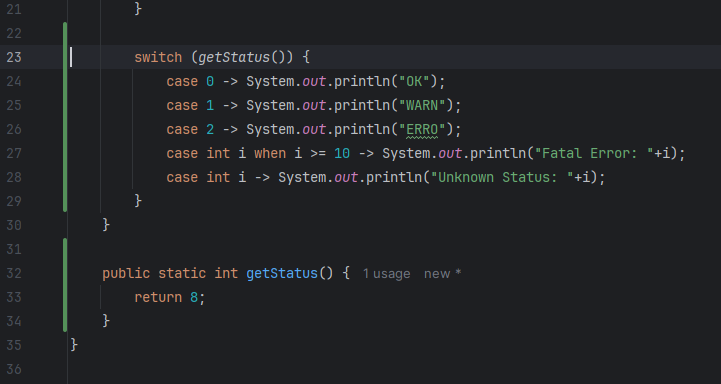 21 }
22
23 switch (getStatus()) {
24 case 0 -> System.out.println("OK");
25 case 1 -> System.out.println("WARN");
26 case 2 -> System.out.println("ERRO");
27 case int i when i >= 10 -> System.out.println("Fatal Error: "+i);
28 case int i -> System.out.println("Unknown Status: "+i);
29 }
30 }
31
32 public static int getStatus() { 1 usage new *
33 return 8;
34 }
35 }
36